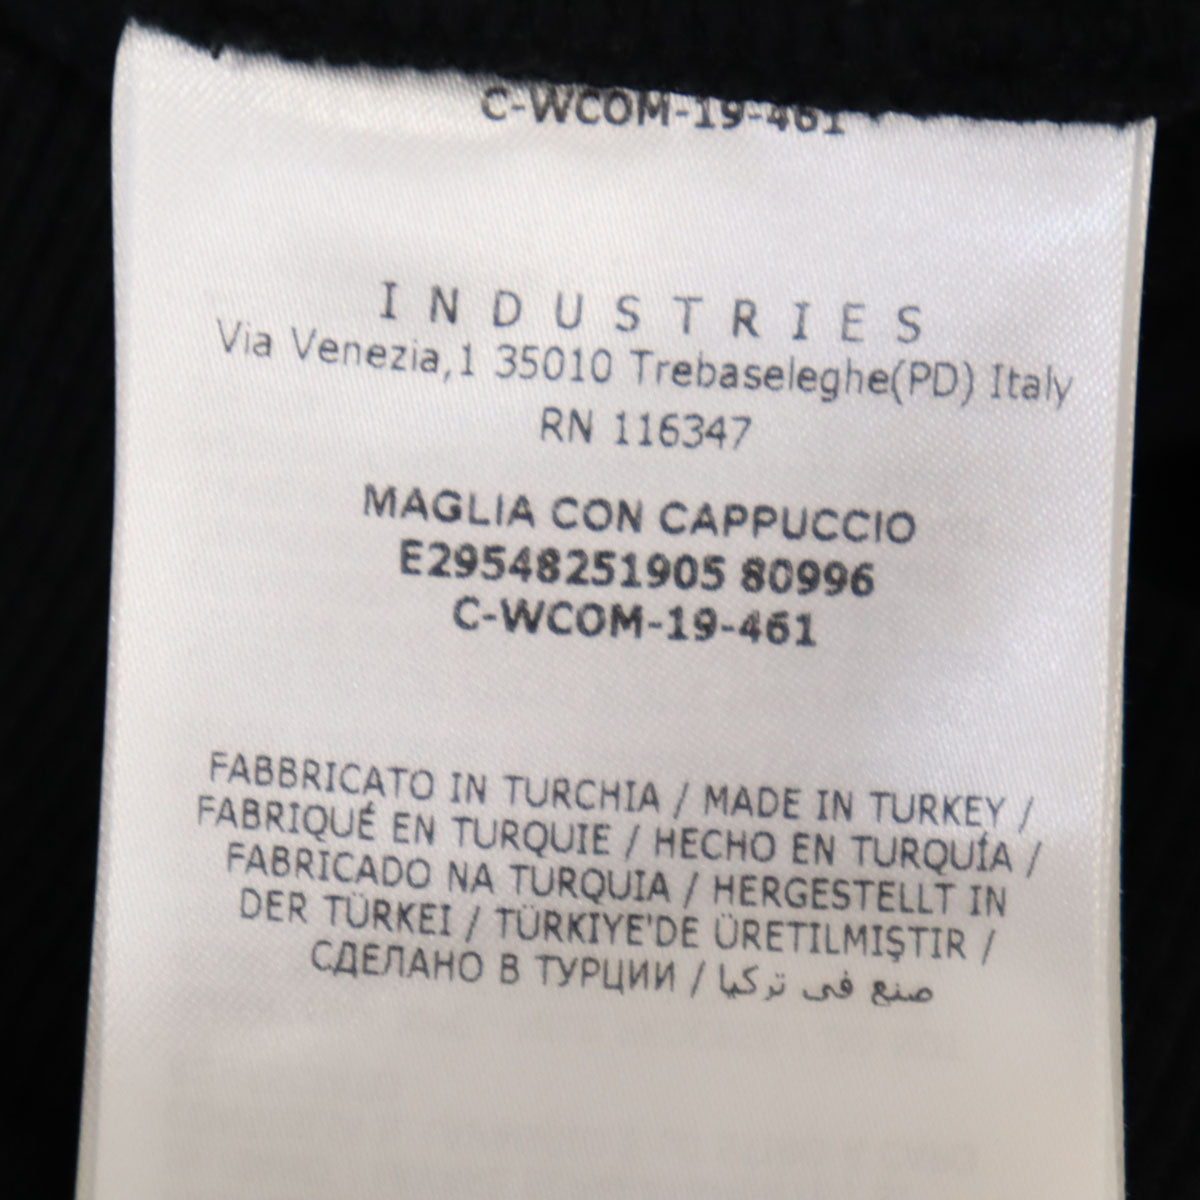 C-WCOM-19-461
INDUSTRIES
Via Venezia,1 35010 Trebaseleghe(PD) Italy
RN 116347
MAGLIA CON CAPPUCCIO
E29548251905 80996
C-WCOM-19-461
FABBRICATO IN TURCHIA / MADE IN TURKEY /
FABRIQUÉ EN TURQUIE / HECHO EN TURQUÍA /
FABRICADO NA TURQUIA / HERGESTELLT IN
DER TÜRKEI / TÜRKIYE'DE ÜRETILMIŞTIR /
СДЕЛАНО В ТУРЦИИ / صنع في تركيا